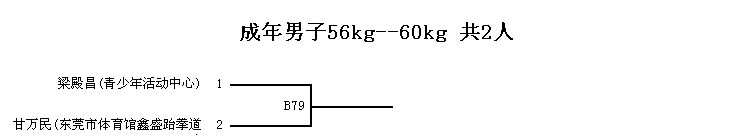 成年男子56kg--60kg 共2人
梁殿昌(青少年活动中心) 1
B79
甘万民(东莞市体育馆鑫盛跆拳道 2